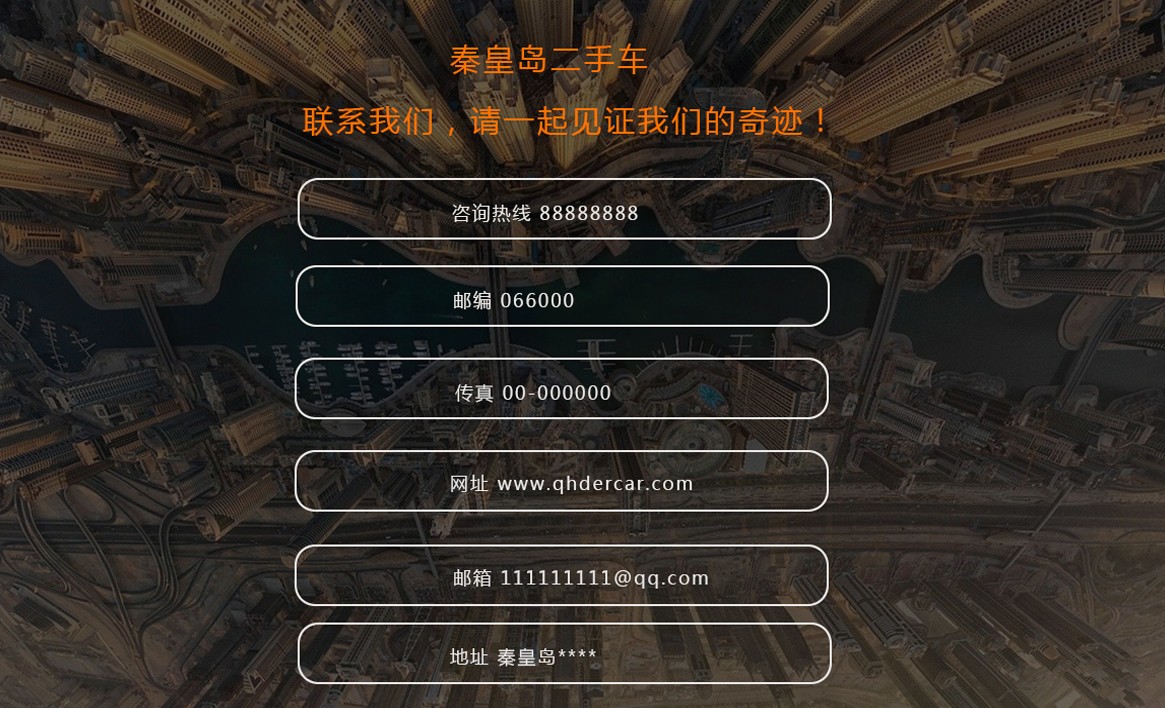 秦皇岛二手车
联系我们，请一起见证我们的奇迹！
咨询热线 88888888
邮编 066000
传真 00-000000
网址 www.qhdercar.com
邮箱 111111111@qq.com
地址 秦皇岛****